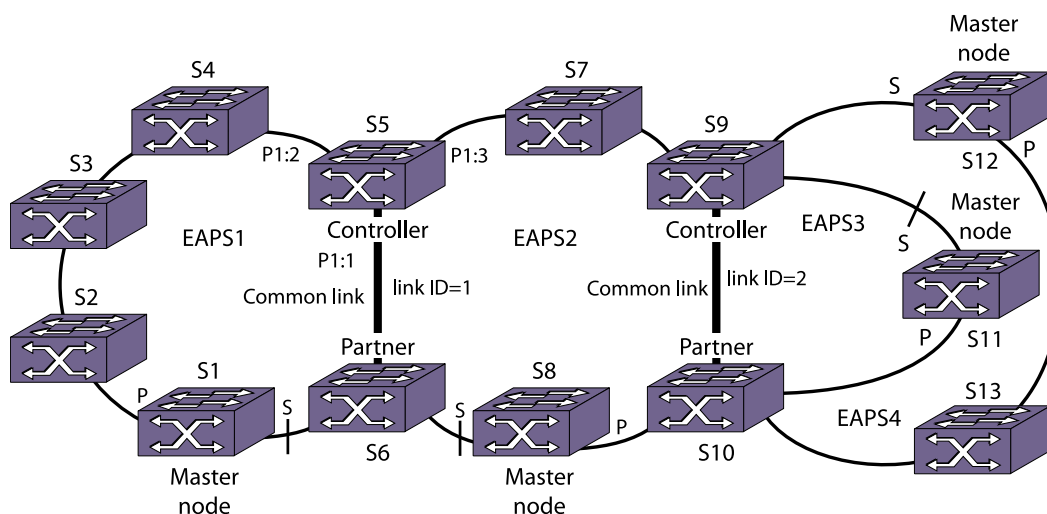 Master
node
S4
S7
S
S5
S9
P1:2
P1:3
S12
P
S3
Master
node
EAPS1
Controller
EAPS2
Controller
EAPS3
S
P1:1
Common link
link ID=1
Common link
link ID=2
S2
P
S11
Partner
Partner
S1
S8
S13
P
S
S
P
EAPS4
S6
S10
Master
node
Master
node